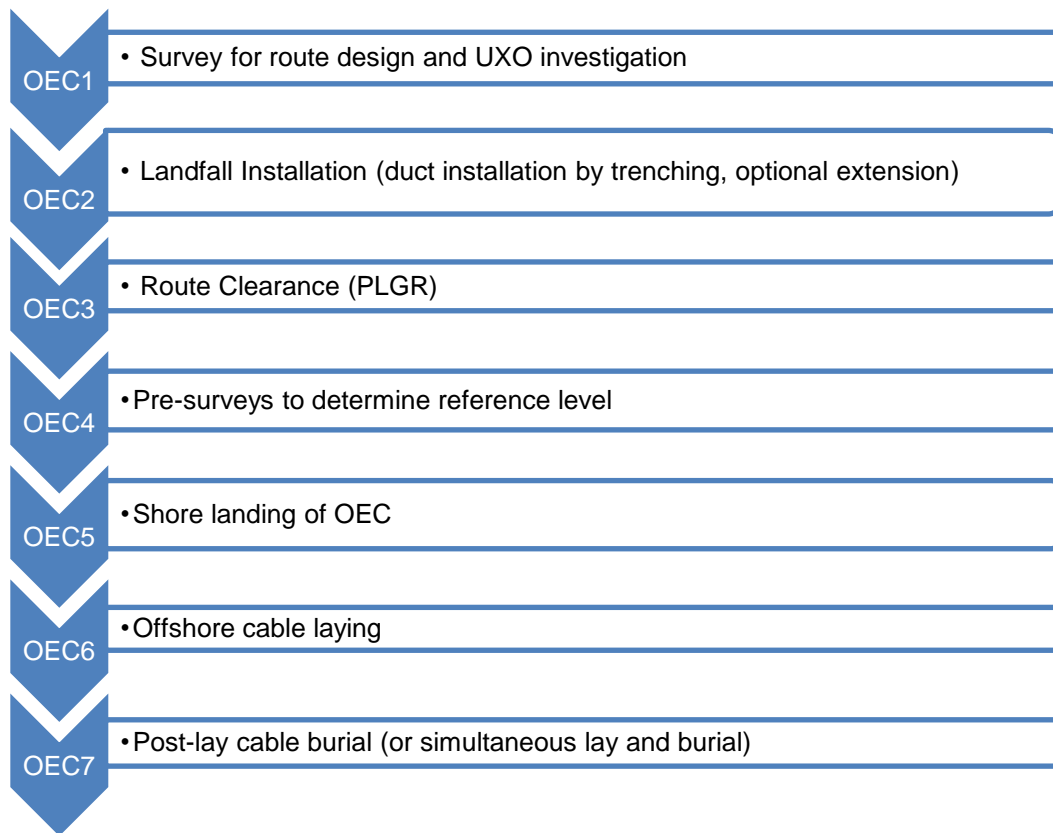 OEC1
• Survey for route design and UXO investigation
OEC2
• Landfall Installation (duct installation by trenching, optional extension)
OEC3
• Route Clearance (PLGR)
OEC4
•Pre-surveys to determine reference level
OEC5
•Shore landing of OEC
OEC6
•Offshore cable laying
OEC7
•Post-lay cable burial (or simultaneous lay and burial)